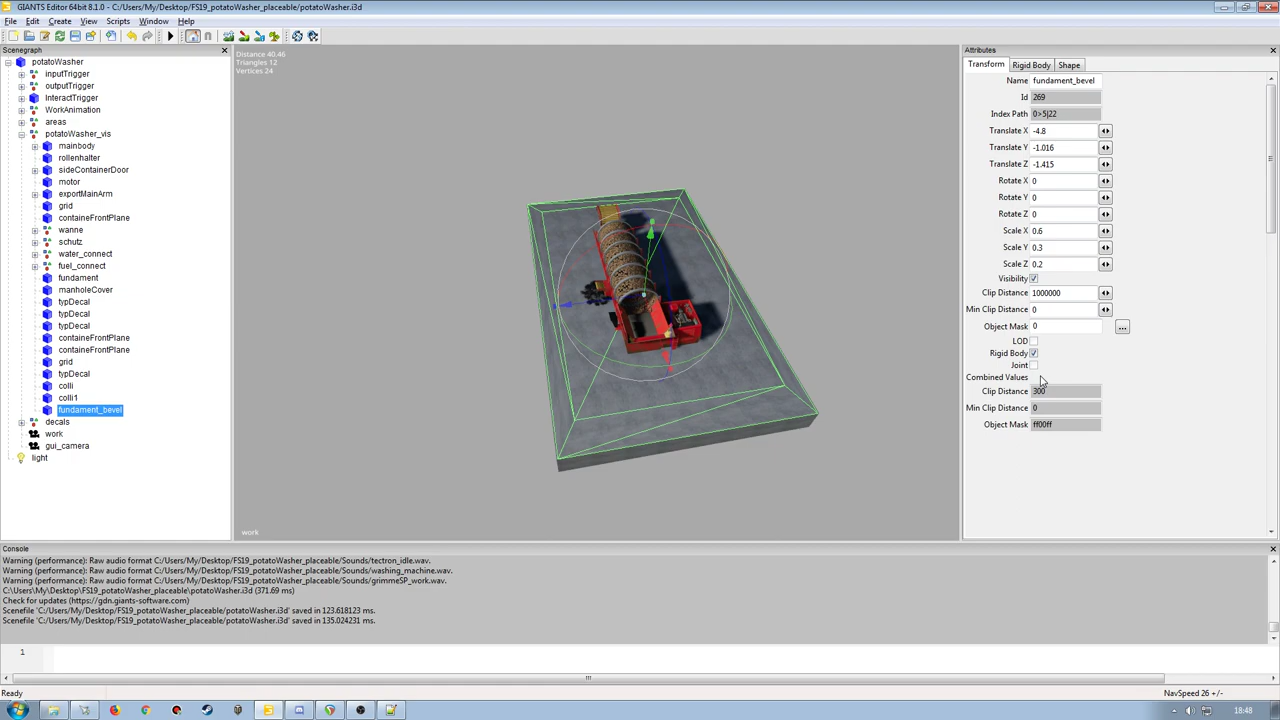 GIANTS Editor 64bit 8.1.0 - C:/Users/My/Desktop/FS19_potatoWasher_placeable/potatoWasher.i3d
File Edit Create View Scripts Window Help
Scenegraph
potatoWasher
inputTrigger
outputTrigger
InteractTrigger
WorkAnimation
areas
potatoWasher_vis
mainbody
rollenhalter
sideContainerDoor
motor
exportMainArm
grid
containeFrontPlane
wanne
schutz
water_connect
fuel_connect
fundament
manholeCover
typDecal
typDecal
typDecal
containeFrontPlane
containeFrontPlane
grid
typDecal
colli
colli1
fundament_bevel
decals
work
gui_camera
light
Distance 40.46
Triangles 12
Vertices 24
work
Attributes
Transform Rigid Body Shape
Name fundament_bevel
Id 269
Index Path 0>5|22
Translate X -4.8
Translate Y -1.016
Translate Z -1.415
Rotate X 0
Rotate Y 0
Rotate Z 0
Scale X 0.6
Scale Y 0.3
Scale Z 0.2
Visibility
Clip Distance 1000000
Min Clip Distance 0
Object Mask 0 ...
LOD
Rigid Body
Joint
Combined Values
Clip Distance 300
Min Clip Distance 0
Object Mask ff00ff
Console
Warning (performance): Raw audio format C:/Users/My/Desktop/FS19_potatoWasher_placeable/Sounds/tectron_idle.wav.
Warning (performance): Raw audio format C:/Users/My/Desktop/FS19_potatoWasher_placeable/Sounds/washing_machine.wav.
Warning (performance): Raw audio format C:/Users/My/Desktop/FS19_potatoWasher_placeable/Sounds/grimmeSP_work.wav.
C:\Users\My\Desktop\FS19_potatoWasher_placeable\potatoWasher.i3d (371.69 ms)
Check for updates (https://gdn.giants-software.com)
Scenefile 'C:/Users/My/Desktop/FS19_potatoWasher_placeable/potatoWasher.i3d' saved in 123.618123 ms.
Scenefile 'C:/Users/My/Desktop/FS19_potatoWasher_placeable/potatoWasher.i3d' saved in 135.024231 ms.
1
Ready
NavSpeed 26 +/-
18:48